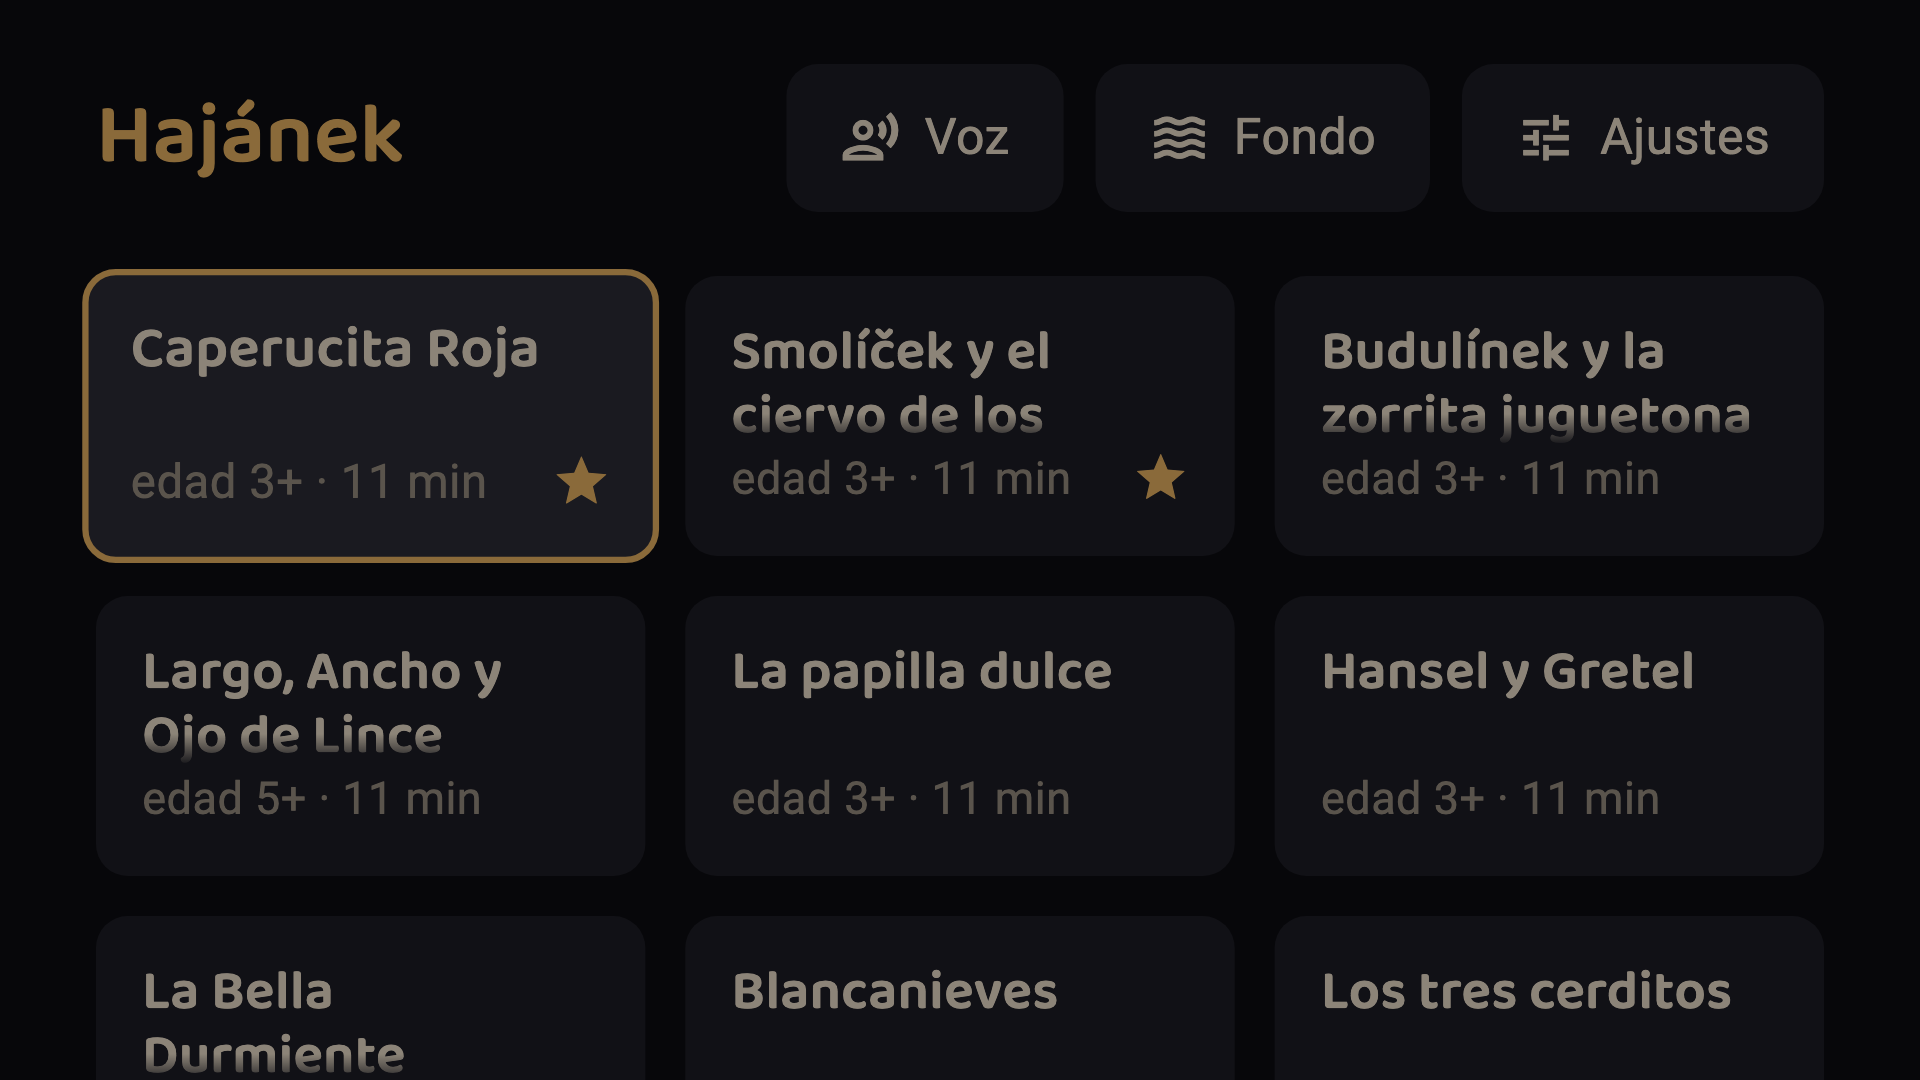 Hajánek
Voz
Fondo
Ajustes
Caperucita Roja
edad 3+ · 11 min
Smolíček y el
ciervo de los
edad 3+ · 11 min
Budulínek y la
zorrita juguetona
edad 3+ · 11 min
Largo, Ancho y
Ojo de Lince
edad 5+ · 11 min
La papilla dulce
edad 3+ · 11 min
Hansel y Gretel
edad 3+ · 11 min
La Bella
Durmiente
Blancanieves
Los tres cerditos